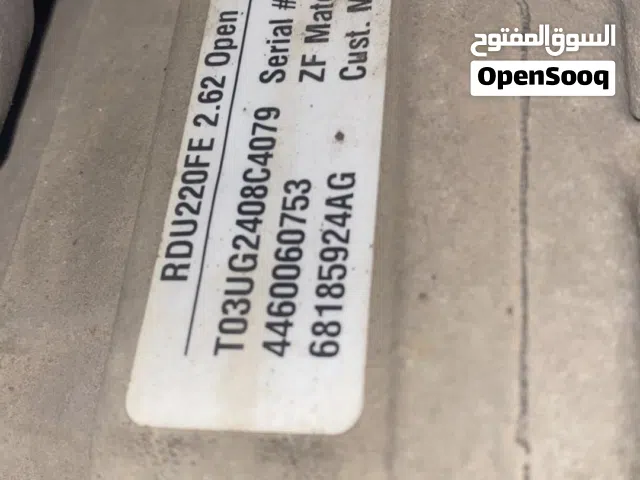 السوق المفتوح
OpenSooq
RDU220FE 2.62 Open
T03UG2408C4079 Serial #
4460060753 ZF Mat
68185924AG Cust.